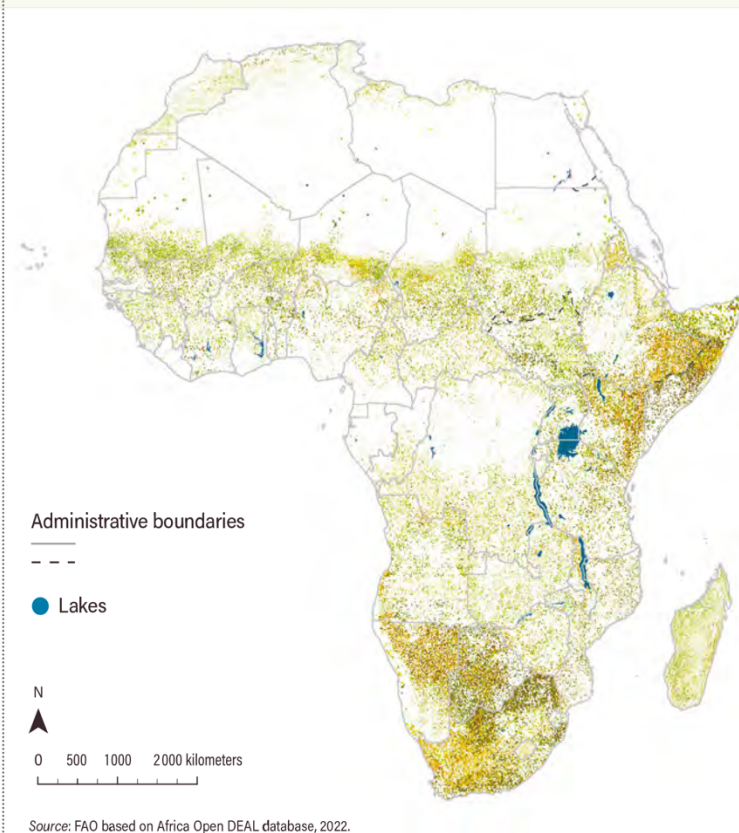 Administrative boundaries
Lakes
N
0 500 1000 2000 kilometers
Source: FAO based on Africa Open DEAL database, 2022.